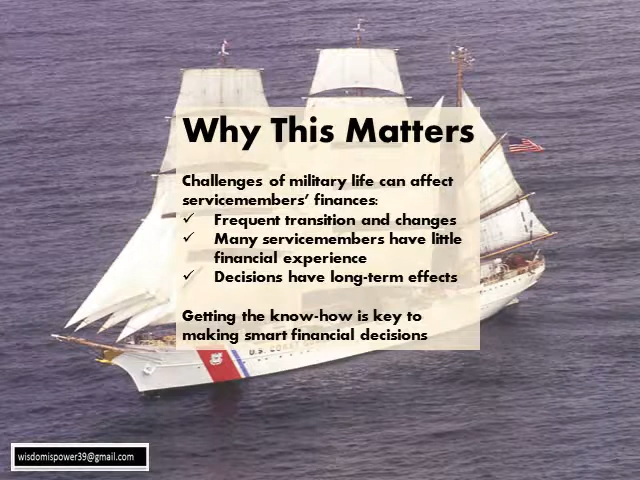 Why This Matters
Challenges of military life can affect
servicemembers' finances:
✓ Frequent transition and changes
✓ Many servicemembers have little
financial experience
✓ Decisions have long-term effects
Getting the know-how is key to
making smart financial decisions
U.S. COAST
wisdomispower39@gmail.com